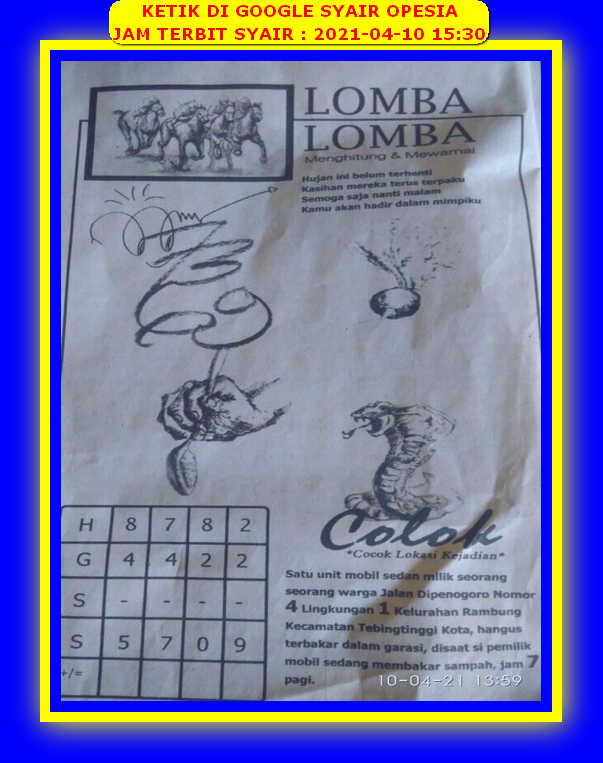 KETIK DI GOOGLE SYAIR OPESIA
JAM TERBIT SYAIR : 2021-04-10 15:30
LOMBA
LOMBA
Menghitung & Mewarnai
Hujan ini belum terhenti
Kasihan mereka terus terpaku
Semoga saja nanti malam
Kamu akan hadir dalam mimpiku
H 8 7 8 2
G 4 4 2 2
S - - - -
S 5 7 0 9
+/=
Colok
*Cocok Lokasi Kejadian*
Satu unit mobil sedan milik seorang
seorang warga Jalan Dipenogoro Nomor
4 Lingkungan 1 Kelurahan Rambung
Kecamatan Tebingtinggi Kota, hangus
terbakar dalam garasi, disaat si pemilik
mobil sedang membakar sampah, jam 7
pagi.
10-04-21 13:59